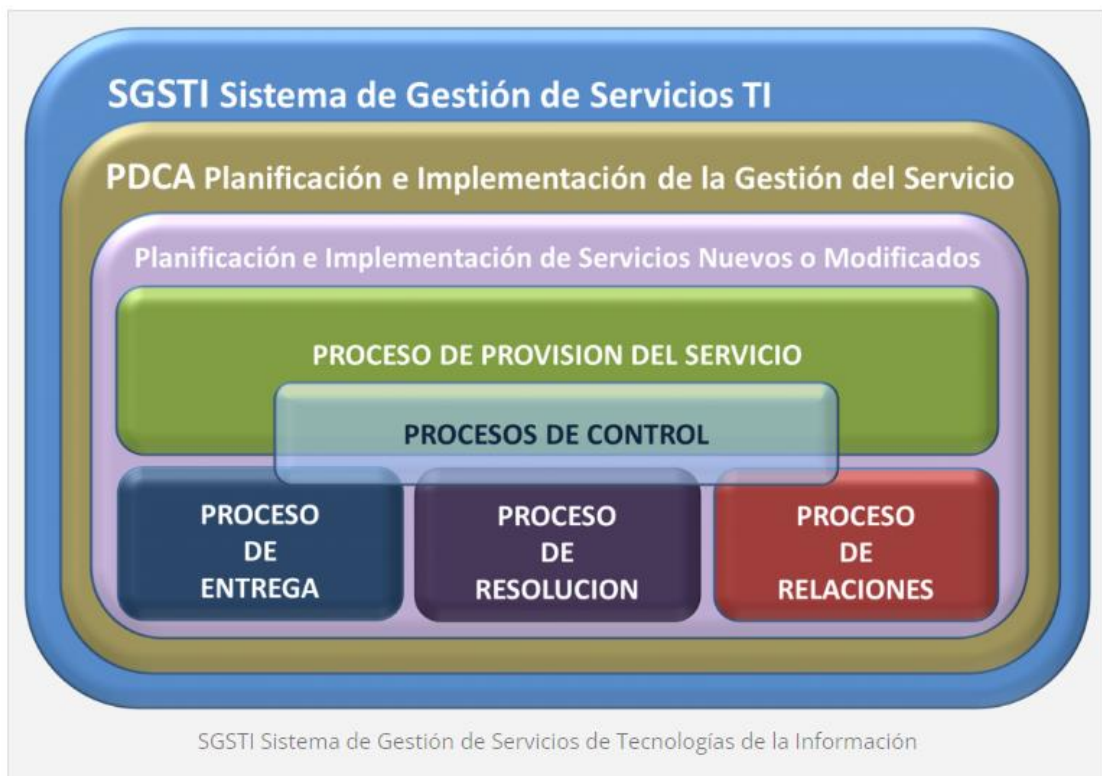 SGSTI Sistema de Gestión de Servicios TI
PDCA Planificación e Implementación de la Gestión del Servicio
Planificación e Implementación de Servicios Nuevos o Modificados
PROCESO DE PROVISION DEL SERVICIO
PROCESOS DE CONTROL
PROCESO
DE
ENTREGA
PROCESO
DE
RESOLUCION
PROCESO
DE
RELACIONES
SGSTI Sistema de Gestión de Servicios de Tecnologías de la Información